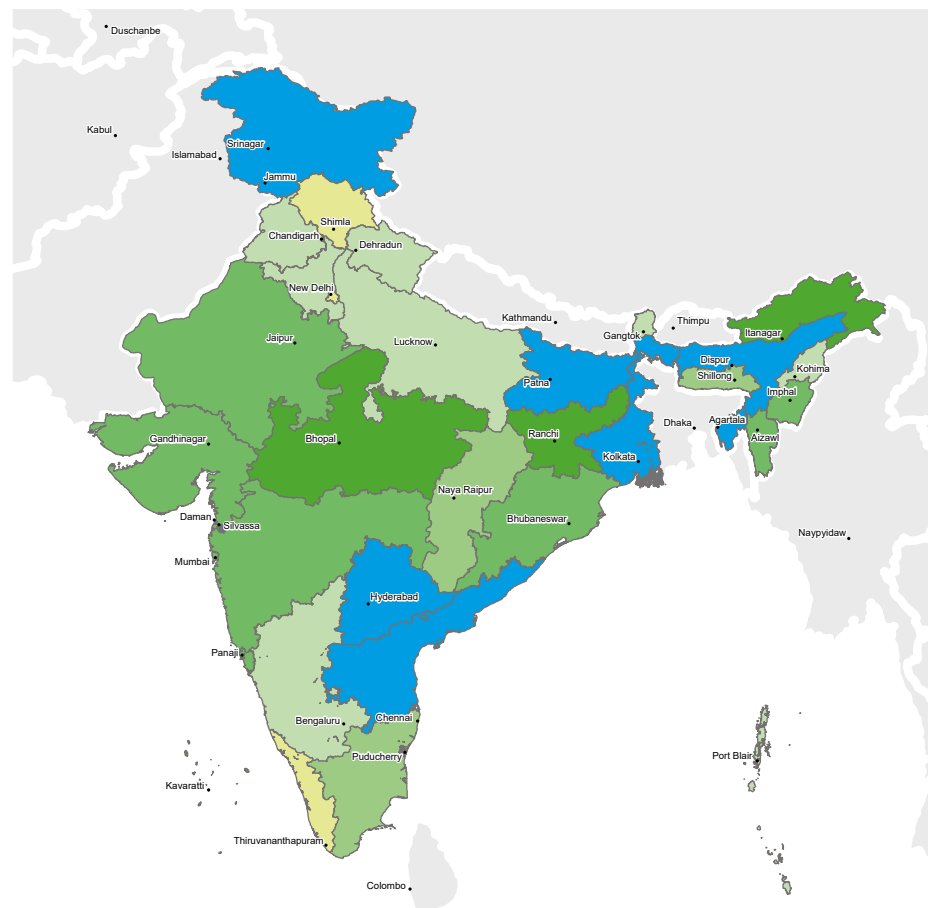 Duschanbe
Kabul
Islamabad
Srinagar
Jammu
Shimla
Chandigarh
Dehradun
New Delhi
Kathmandu
Thimpu
Gangtok
Itanagar
Jaipur
Lucknow
Dispur
Kohima
Shillong
Patna
Imphal
Agartala
Dhaka
Gandhinagar
Bhopal
Ranchi
Aizawl
Kolkata
Naya Raipur
Daman
Silvassa
Bhubaneswar
Naypyidaw
Mumbai
Hyderabad
Panaji
Bengaluru
Chennai
Puducherry
Port Blair
Kavaratti
Thiruvananthapuram
Colombo